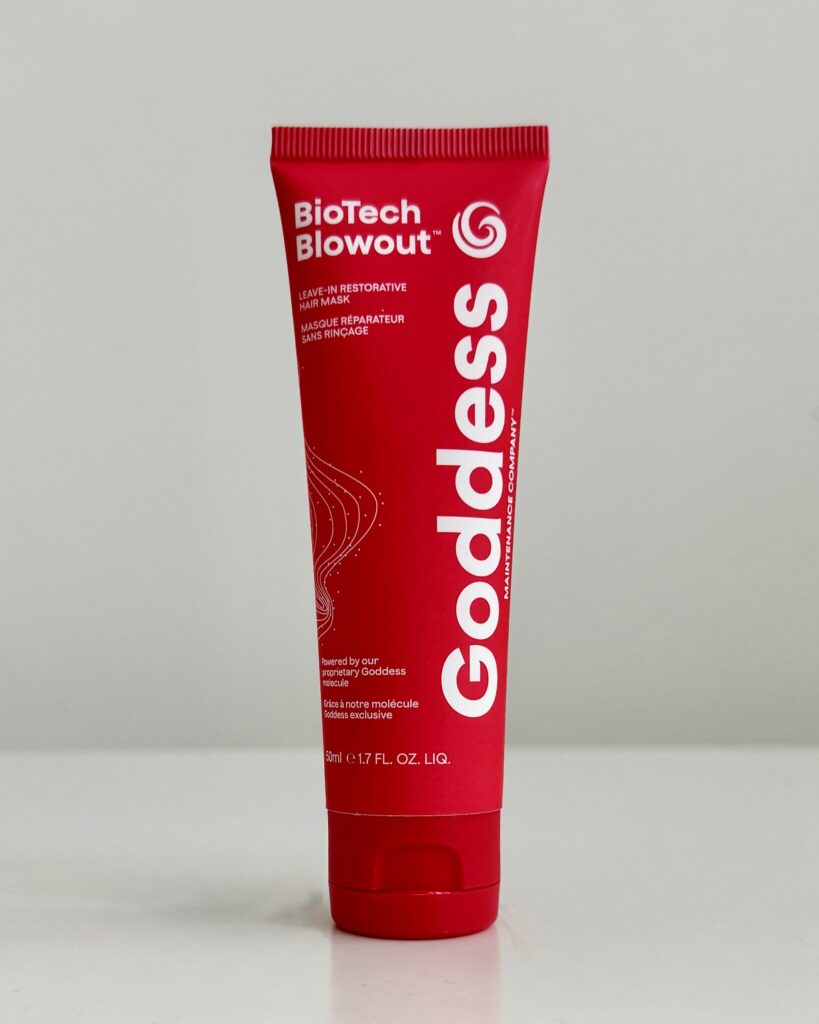 BioTech
Blowout™
LEAVE-IN RESTORATIVE
HAIR MASK
MASQUE RÉPARATEUR
SANS RINÇAGE
Goddess
MAINTENANCE COMPANY™
Powered by our
proprietary Goddess
molecule
Grâce à notre molécule
Goddess exclusive
50ml ℮ 1.7 FL. OZ. LIQ.